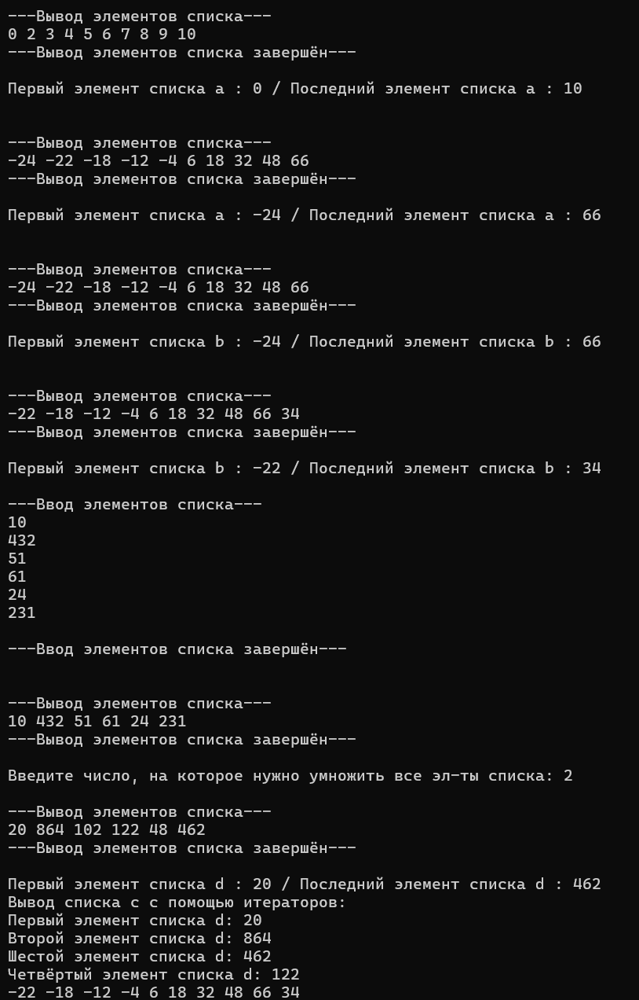 ---Вывод элементов списка---
0 2 3 4 5 6 7 8 9 10
---Вывод элементов списка завершён---
Первый элемент списка a : 0 / Последний элемент списка a : 10
---Вывод элементов списка---
-24 -22 -18 -12 -4 6 18 32 48 66
---Вывод элементов списка завершён---
Первый элемент списка a : -24 / Последний элемент списка a : 66
---Вывод элементов списка---
-24 -22 -18 -12 -4 6 18 32 48 66
---Вывод элементов списка завершён---
Первый элемент списка b : -24 / Последний элемент списка b : 66
---Вывод элементов списка---
-22 -18 -12 -4 6 18 32 48 66 34
---Вывод элементов списка завершён---
Первый элемент списка b : -22 / Последний элемент списка b : 34
---Ввод элементов списка---
10
432
51
61
24
231
---Ввод элементов списка завершён---
---Вывод элементов списка---
10 432 51 61 24 231
---Вывод элементов списка завершён---
Введите число, на которое нужно умножить все эл-ты списка: 2
---Вывод элементов списка---
20 864 102 122 48 462
---Вывод элементов списка завершён---
Первый элемент списка d : 20 / Последний элемент списка d : 462
Вывод списка c с помощью итераторов:
Первый элемент списка d: 20
Второй элемент списка d: 864
Шестой элемент списка d: 462
Четвёртый элемент списка d: 122
-22 -18 -12 -4 6 18 32 48 66 34